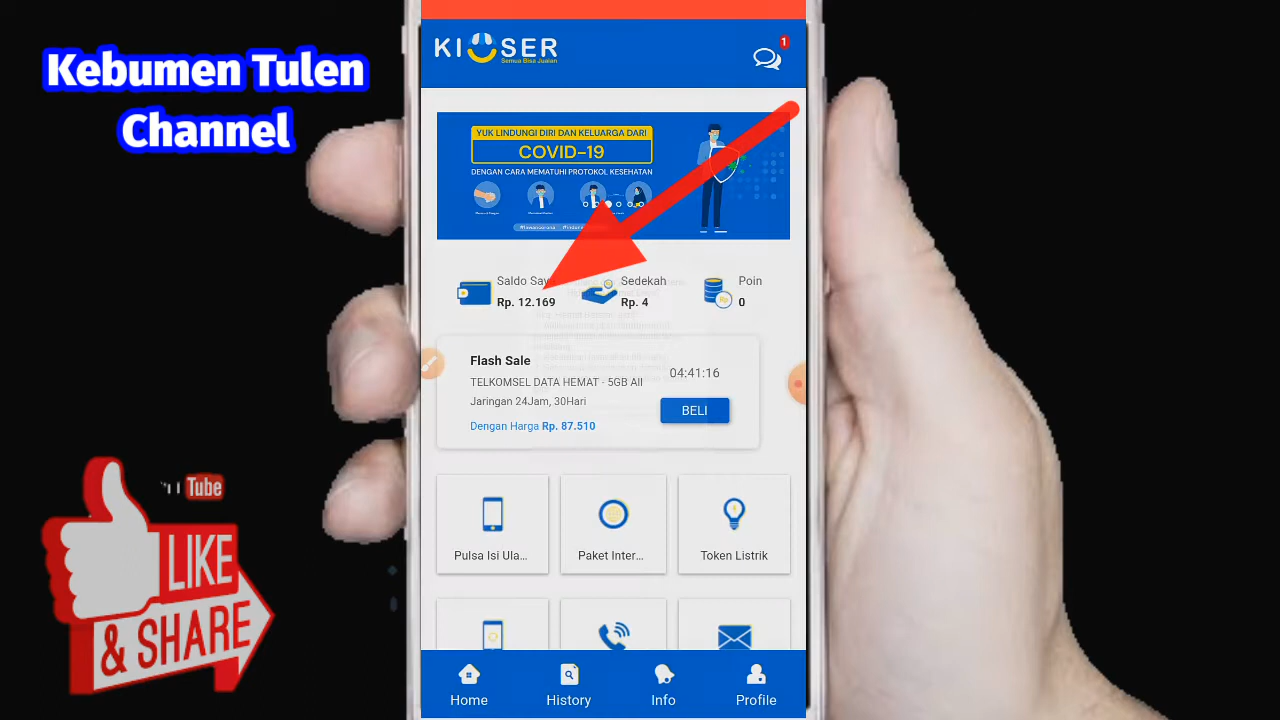 Kebumen Tulen
Channel
KIOSER
Semua Bisa Jualan
1
YUK LINDUNGI DIRI DAN KELUARGA DARI
COVID-19
DENGAN CARA MEMATUHI PROTOKOL KESEHATAN
Saldo Say
Rp. 12.169
Sedekah
Rp. 4
Poin
0
Flash Sale
TELKOMSEL DATA HEMAT - 5GB All
Jaringan 24Jam, 30Hari
Dengan Harga Rp. 87.510
04:41:16
BELI
Pulsa Isi Ula...
Paket Inter...
Token Listrik
Home
History
Info
Profile
Tube
LIKE
& SHARE